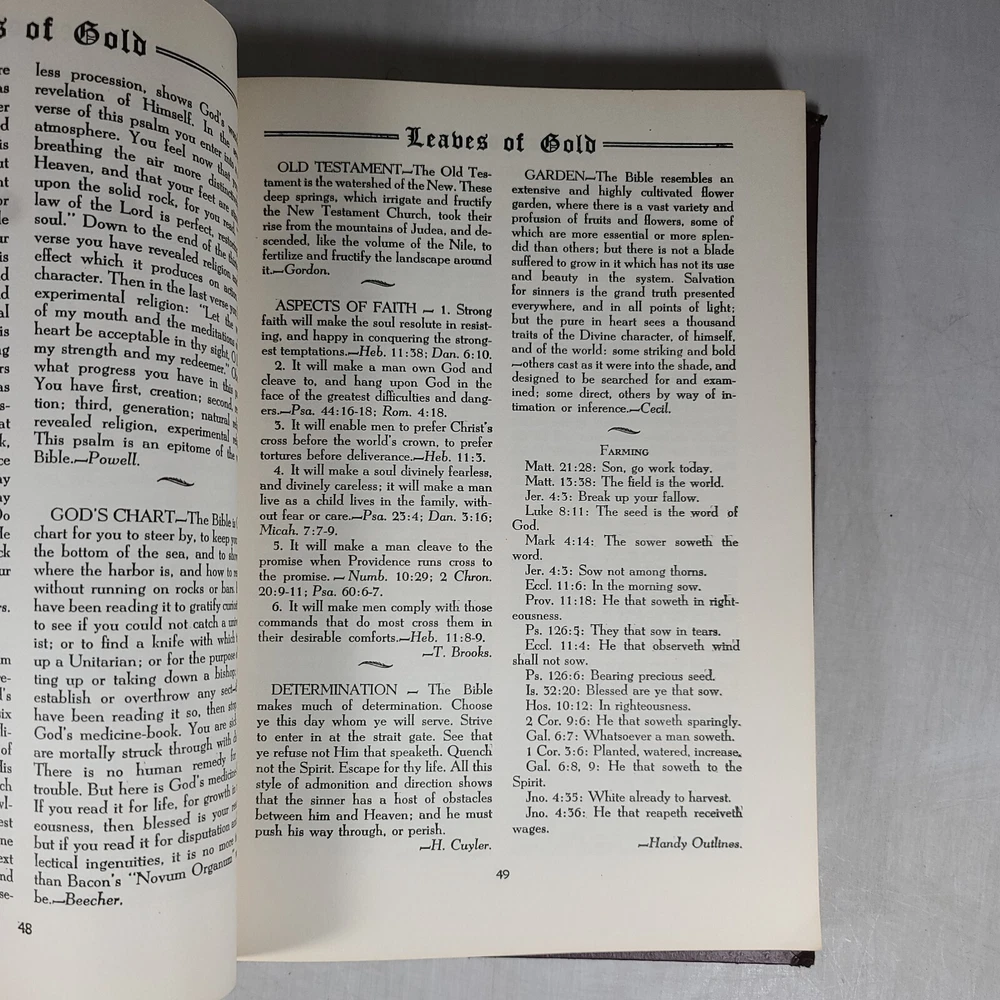 s of Gold
less procession, shows God's
revelation of Himself. In the
verse of this psalm you enter into
atmosphere. You feel now that
breathing the air more
Heaven, and that your feet are
upon the solid rock, for you read
law of the Lord is perfect,
soul." Down to the end of the
verse you have revealed religion
effect which it produces on
character. Then in the last verse you
experimental religion: "Let the
of my mouth and the meditations
heart be acceptable in thy sight, O
my strength and my redeemer."
what progress you have in this
You have first, creation; second,
tion; third, generation; natural
revealed religion, experimental
This psalm is an epitome of the
Bible.—Powell.
GOD'S CHART—The Bible is
chart for you to steer by, to keep you
the bottom of the sea, and to
where the harbor is, and how to
without running on rocks or
have been reading it to gratify
to see if you could not catch a
ist; or to find a knife with which
up a Unitarian; or for the purpose
ting up or taking down a bishop;
establish or overthrow any sect—
have been reading it so, then stop.
God's medicine-book. You are
are mortally struck through with
There is no human remedy for
trouble. But here is God's
If you read it for life, for growth in
eousness, then blessed is your
but if you read it for disputation
lectical ingenuities, it is no more
than Bacon's "Novum Organum"
be.—Beecher.
48
Leaves of Gold
OLD TESTAMENT—The Old Tes-
tament is the watershed of the New. These
deep springs, which irrigate and fructify
the New Testament Church, took their
rise from the mountains of Judea, and de-
scended, like the volume of the Nile, to
fertilize and fructify the landscape around
it.—Gordon.
ASPECTS OF FAITH — 1. Strong
faith will make the soul resolute in resist-
ing, and happy in conquering the strong-
est temptations.—Heb. 11:38; Dan. 6:10.
2. It will make a man own God and
cleave to, and hang upon God in the
face of the greatest difficulties and dang-
ers.—Psa. 44:16-18; Rom. 4:18.
3. It will enable men to prefer Christ's
cross before the world's crown, to prefer
tortures before deliverance.—Heb. 11:3.
4. It will make a soul divinely fearless,
and divinely careless; it will make a man
live as a child lives in the family, with-
out fear or care.—Psa. 23:4; Dan. 3:16;
Micah. 7:7-9.
5. It will make a man cleave to the
promise when Providence runs cross to
the promise. — Numb. 10:29; 2 Chron.
20:9-11; Psa. 60:6-7.
6. It will make men comply with those
commands that do most cross them in
their desirable comforts.—Heb. 11:8-9.
—T. Brooks.
DETERMINATION — The Bible
makes much of determination. Choose
ye this day whom ye will serve. Strive
to enter in at the strait gate. See that
ye refuse not Him that speaketh. Quench
not the Spirit. Escape for thy life. All this
style of admonition and direction shows
that the sinner has a host of obstacles
between him and Heaven; and he must
push his way through, or perish.
—H. Cuyler.
GARDEN—The Bible resembles an
extensive and highly cultivated flower
garden, where there is a vast variety and
profusion of fruits and flowers, some of
which are more essential or more splen-
did than others; but there is not a blade
suffered to grow in it which has not its use
and beauty in the system. Salvation
for sinners is the grand truth presented
everywhere, and in all points of light;
but the pure in heart sees a thousand
traits of the Divine character, of himself,
and of the world: some striking and bold
—others cast as it were into the shade, and
designed to be searched for and exam-
ined; some direct, others by way of in-
timation or inference.—Cecil.
FARMING
Matt. 21:28: Son, go work today.
Matt. 13:38: The field is the world.
Jer. 4:3: Break up your fallow.
Luke 8:11: The seed is the word of
God.
Mark 4:14: The sower soweth the
word.
Jer. 4:3: Sow not among thorns.
Eccl. 11:6: In the morning sow.
Prov. 11:18: He that soweth in right-
eousness.
Ps. 126:5: They that sow in tears.
Eccl. 11:4: He that observeth wind
shall not sow.
Ps. 126:6: Bearing precious seed.
Is. 32:20: Blessed are ye that sow.
Hos. 10:12: In righteousness.
2 Cor. 9:6: He that soweth sparingly.
Gal. 6:7: Whatsoever a man soweth.
1 Cor. 3:6: Planted, watered, increase.
Gal. 6:8, 9: He that soweth to the
Spirit.
Jno. 4:35: White already to harvest.
Jno. 4:36: He that reapeth receiveth
wages.
—Handy Outlines.
49